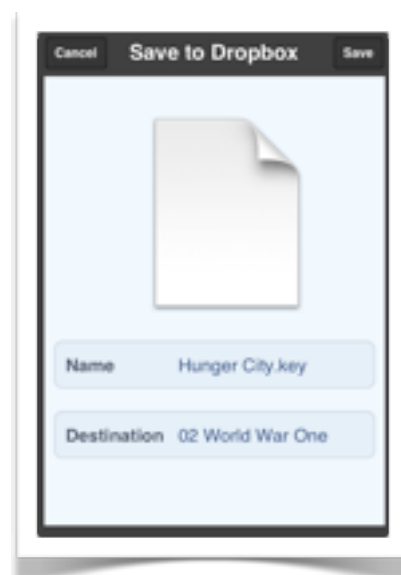 Cancel Save to Dropbox Save
Name Hunger City.key
Destination 02 World War One